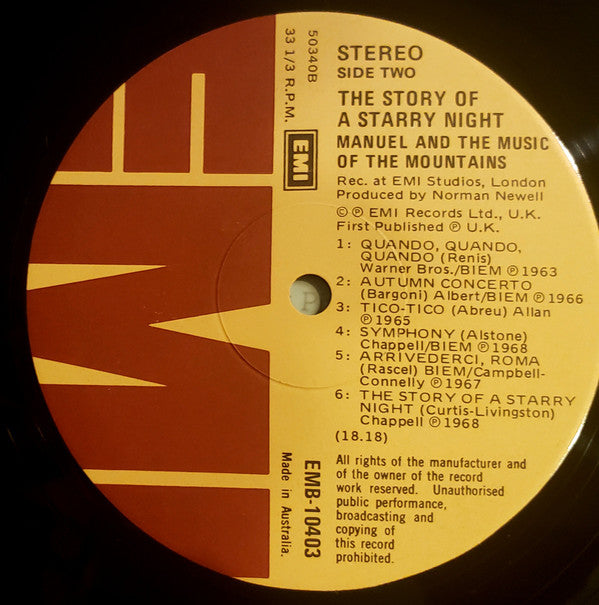 STEREO
SIDE TWO
THE STORY OF
A STARRY NIGHT
MANUEL AND THE MUSIC
OF THE MOUNTAINS
Rec. at EMI Studios, London
Produced by Norman Newell
© ℗ EMI Records Ltd., U.K.
First Published ℗ U.K.
1: QUANDO, QUANDO,
QUANDO (Renis)
Warner Bros./BIEM ℗ 1963
2: AUTUMN CONCERTO
(Bargoni) Albert/BIEM ℗ 1966
3: TICO-TICO (Abreu) Allan
℗ 1965
4: SYMPHONY (Alstone)
Chappell/BIEM ℗ 1968
5: ARRIVEDERCI, ROMA
(Rascel) BIEM/Campbell-
Connelly ℗ 1967
6: THE STORY OF A STARRY
NIGHT (Curtis-Livingston)
Chappell ℗ 1968
(18.18)
All rights of the manufacturer and
of the owner of the record
work reserved. Unauthorised
public performance,
broadcasting and
copying of
this record
prohibited.
50340B
33 1/3 R.P.M.
EMI
EMB-10403
Made in Australia.
EMI